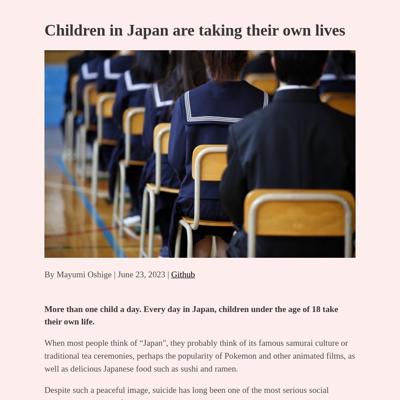 Children in Japan are taking their own lives
By Mayumi Oshige | June 23, 2023 | Github
More than one child a day. Every day in Japan, children under the age of 18 take
their own life.
When most people think of “Japan”, they probably think of its famous samurai culture or
traditional tea ceremonies, perhaps the popularity of Pokemon and other animated films, as
well as delicious Japanese food such as sushi and ramen.
Despite such a peaceful image, suicide has long been one of the most serious social